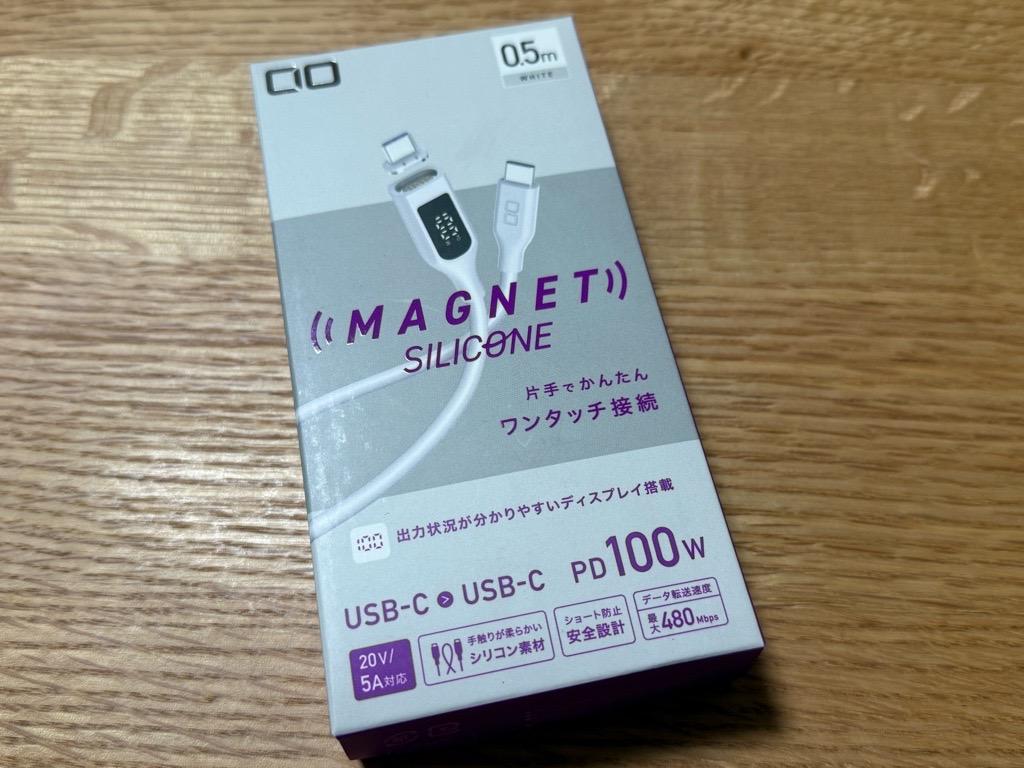 CIO
0.5m
WHITE
MAGNET
SILICONE
片手でかんたん
ワンタッチ接続
100
出力状況が分かりやすいディスプレイ搭載
USB-C > USB-C PD100W
20V/
5A対応
手触りが柔らかい
シリコン素材
ショート防止
安全設計
データ転送速度
最大480Mbps